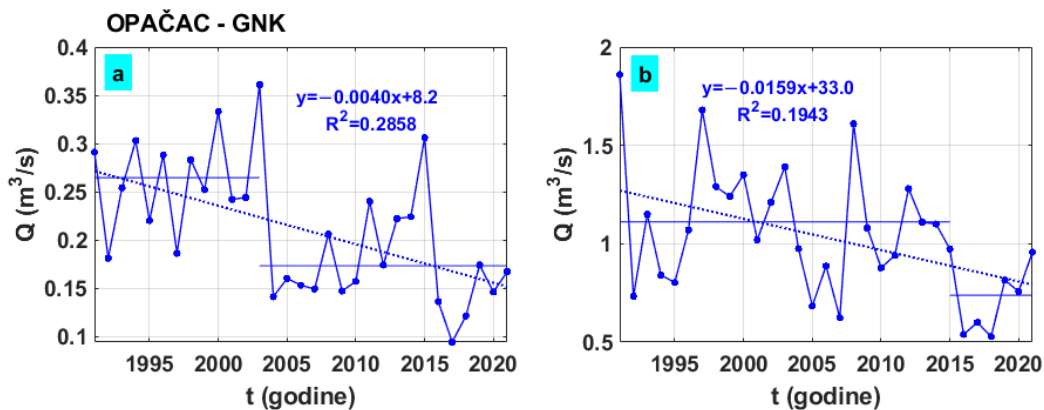 OPAČAC - GNK
a
y=−0.0040x+8.2
R²=0.2858
Q (m³/s)
0.4
0.35
0.3
0.25
0.2
0.15
0.1
1995 2000 2005 2010 2015 2020
t (godine)
b
y=−0.0159x+33.0
R²=0.1943
Q (m³/s)
2
1.5
1
0.5
1995 2000 2005 2010 2015 2020
t (godine)